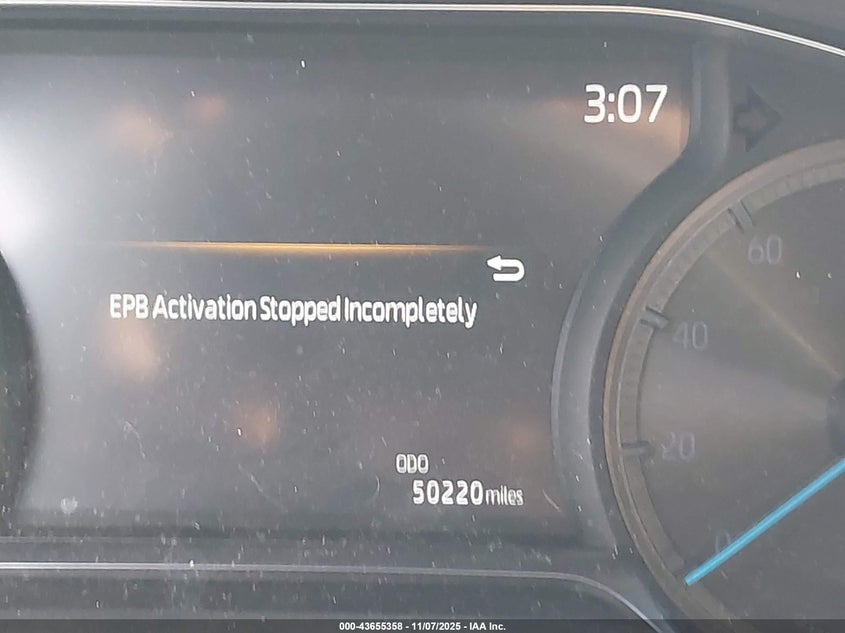 3:07
EPB Activation Stopped Incompletely
ODO
50220 miles
60
40
20
0
000-43655358 - 11/07/2025 - IAA Inc.